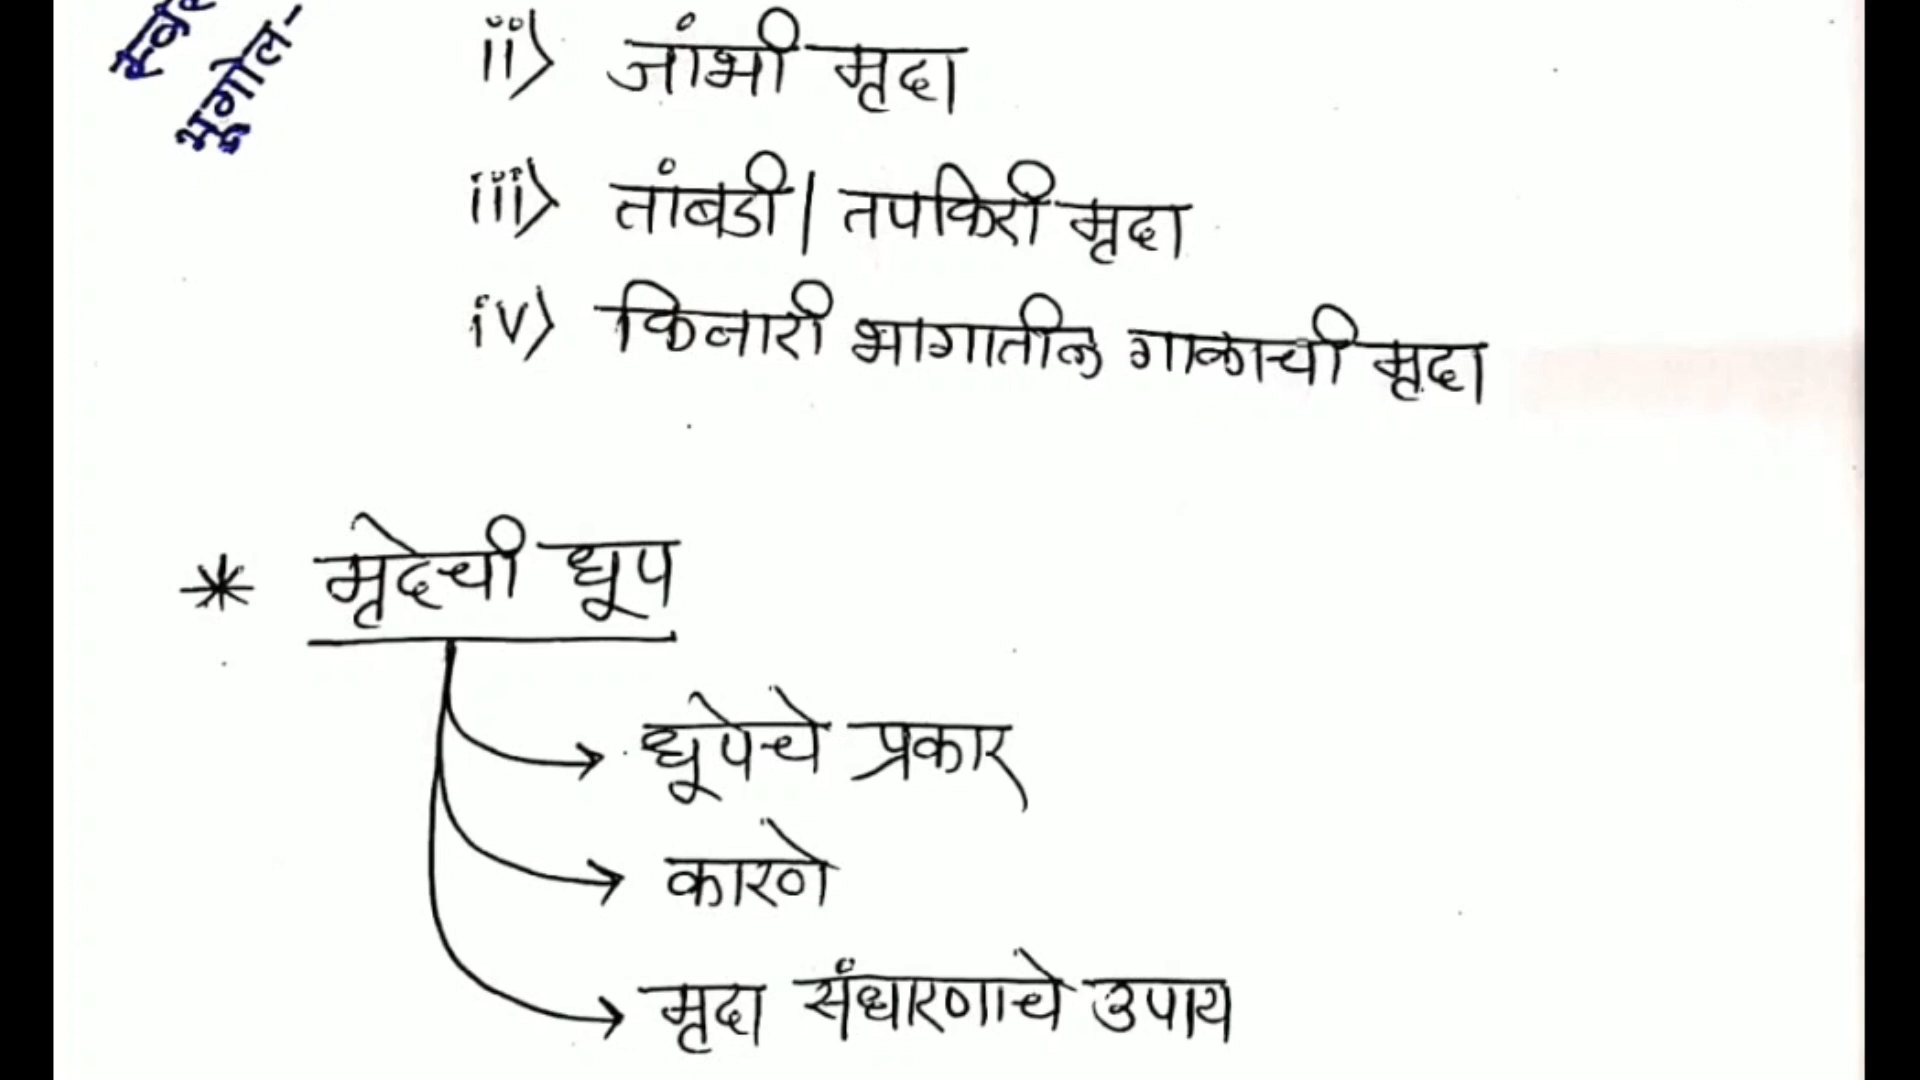 भूगोल-
ii) जांभी मृदा
iii) तांबडी| तपकिरी मृदा
iv) किनारी भागातील गाळाची मृदा
* मृदेची धूप
→ धूपेचे प्रकार
→ कारणे
→ मृदा संधारणाचे उपाय